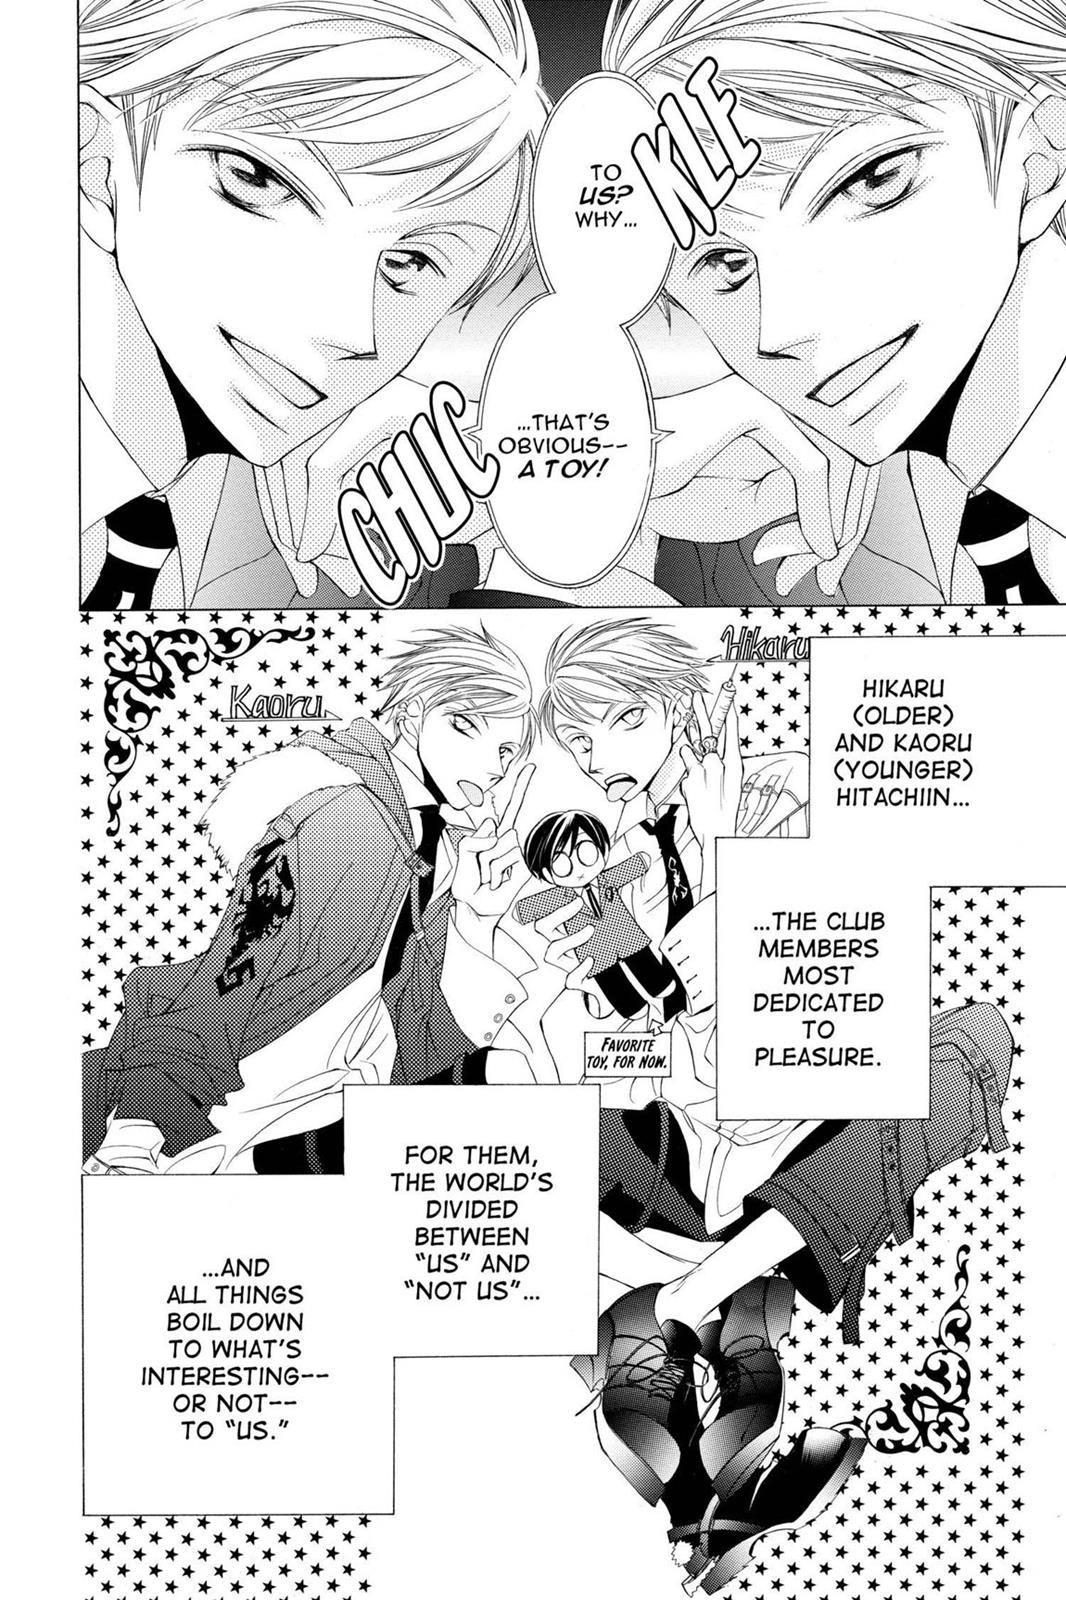 TO
US?
WHY...
KLE
...THAT'S
OBVIOUS--
A TOY!
CHUC
Kaoru
Hikaru
HIKARU
(OLDER)
AND KAORU
(YOUNGER)
HITACHIIN...
...THE CLUB
MEMBERS
MOST
DEDICATED
TO
PLEASURE.
FAVORITE
TOY, FOR NOW.
FOR THEM,
THE WORLD'S
DIVIDED
BETWEEN
"US" AND
"NOT US"...
...AND
ALL THINGS
BOIL DOWN
TO WHAT'S
INTERESTING--
OR NOT--
TO "US."